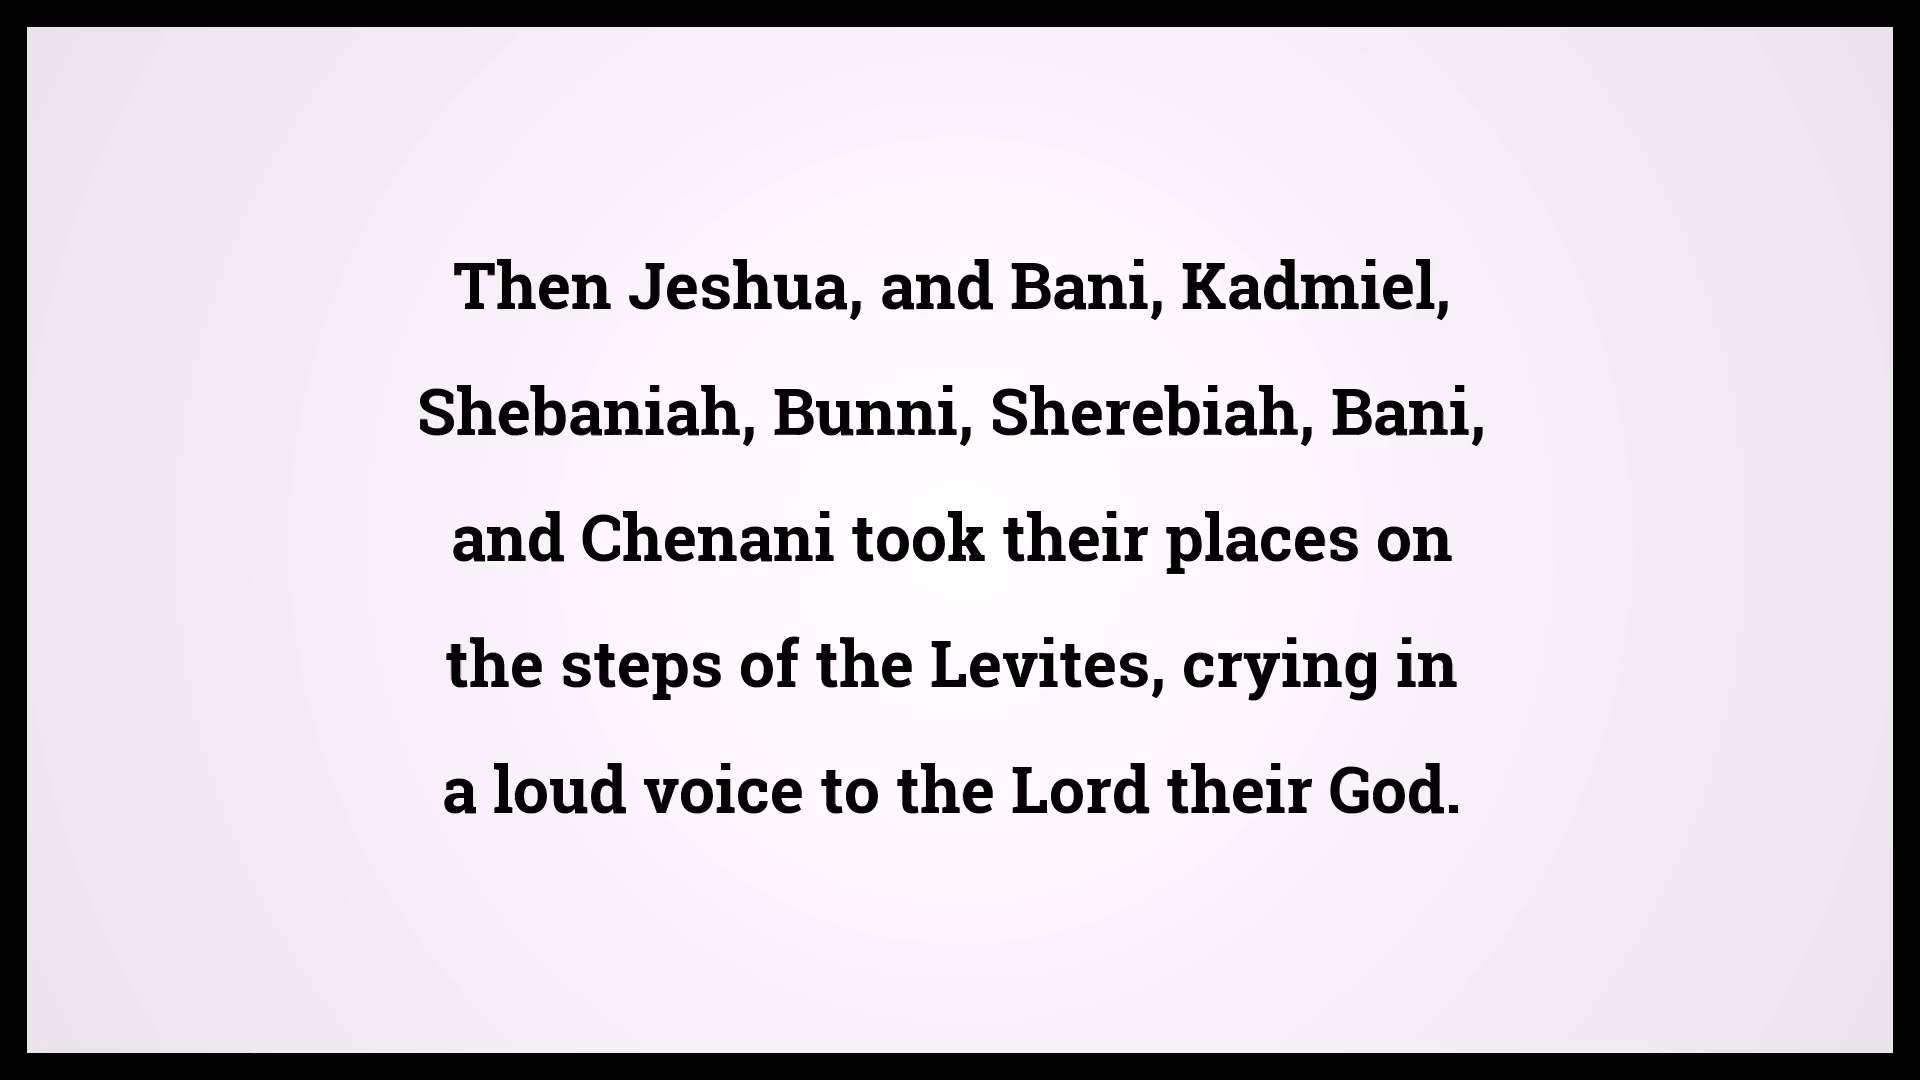 Then Jeshua, and Bani, Kadmiel,
Shebaniah, Bunni, Sherebiah, Bani,
and Chenani took their places on
the steps of the Levites, crying in
a loud voice to the Lord their God.